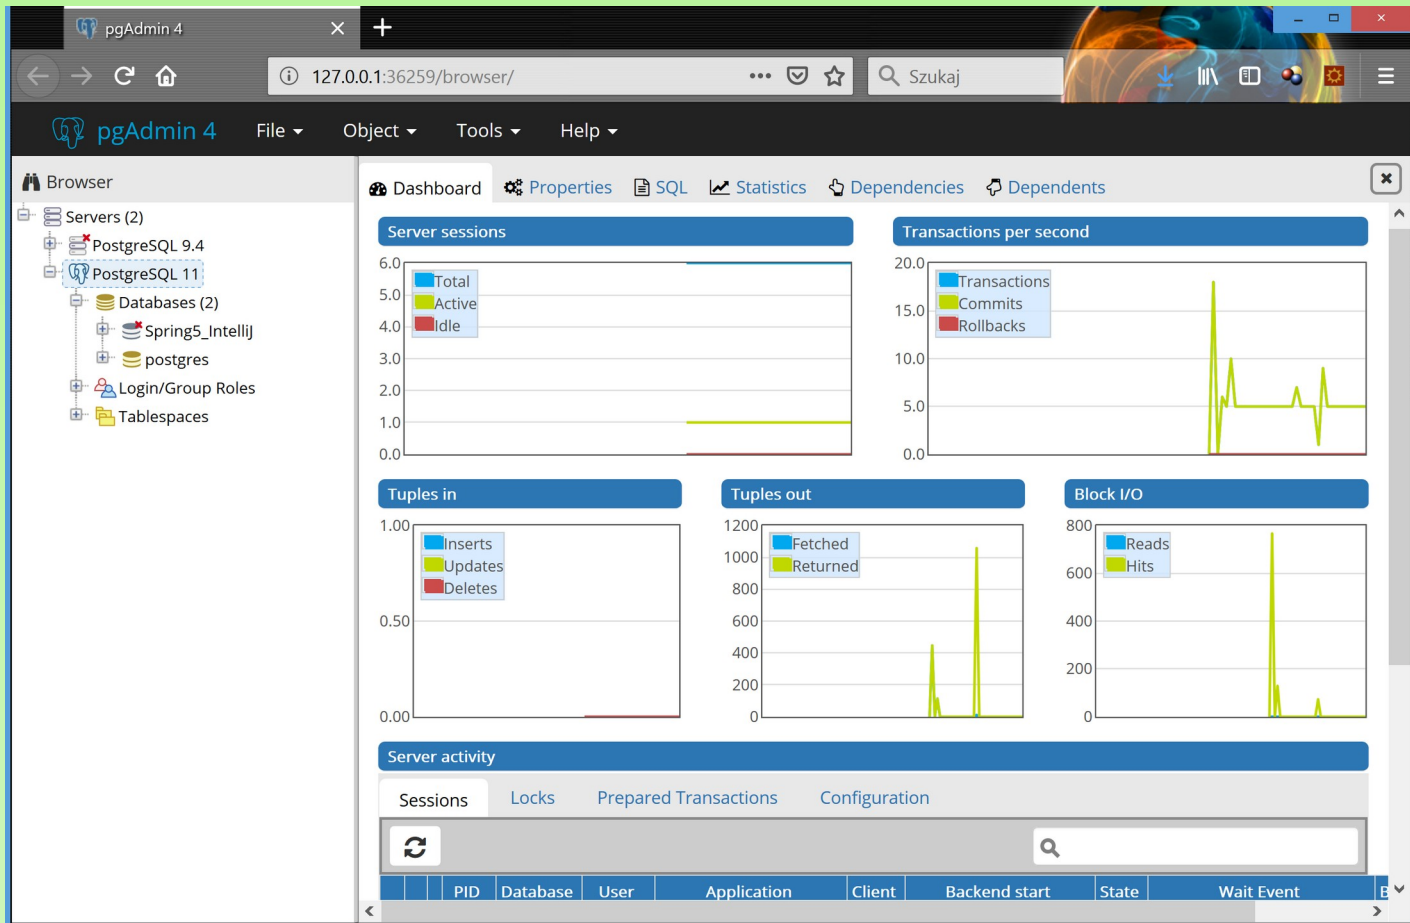 pgAdmin 4
127.0.0.1:36259/browser/
Szukaj
pgAdmin 4 File Object Tools Help
Browser
Servers (2)
PostgreSQL 9.4
PostgreSQL 11
Databases (2)
Spring5_IntelliJ
postgres
Login/Group Roles
Tablespaces
Dashboard Properties SQL Statistics Dependencies Dependents
Server sessions
6.0
5.0
4.0
3.0
2.0
1.0
0.0
Total
Active
Idle
Transactions per second
20.0
15.0
10.0
5.0
0.0
Transactions
Commits
Rollbacks
Tuples in
1.00
0.50
0.00
Inserts
Updates
Deletes
Tuples out
1200
1000
800
600
400
200
0
Fetched
Returned
Block I/O
800
600
400
200
0
Reads
Hits
Server activity
Sessions Locks Prepared Transactions Configuration
PID Database User Application Client Backend start State Wait Event